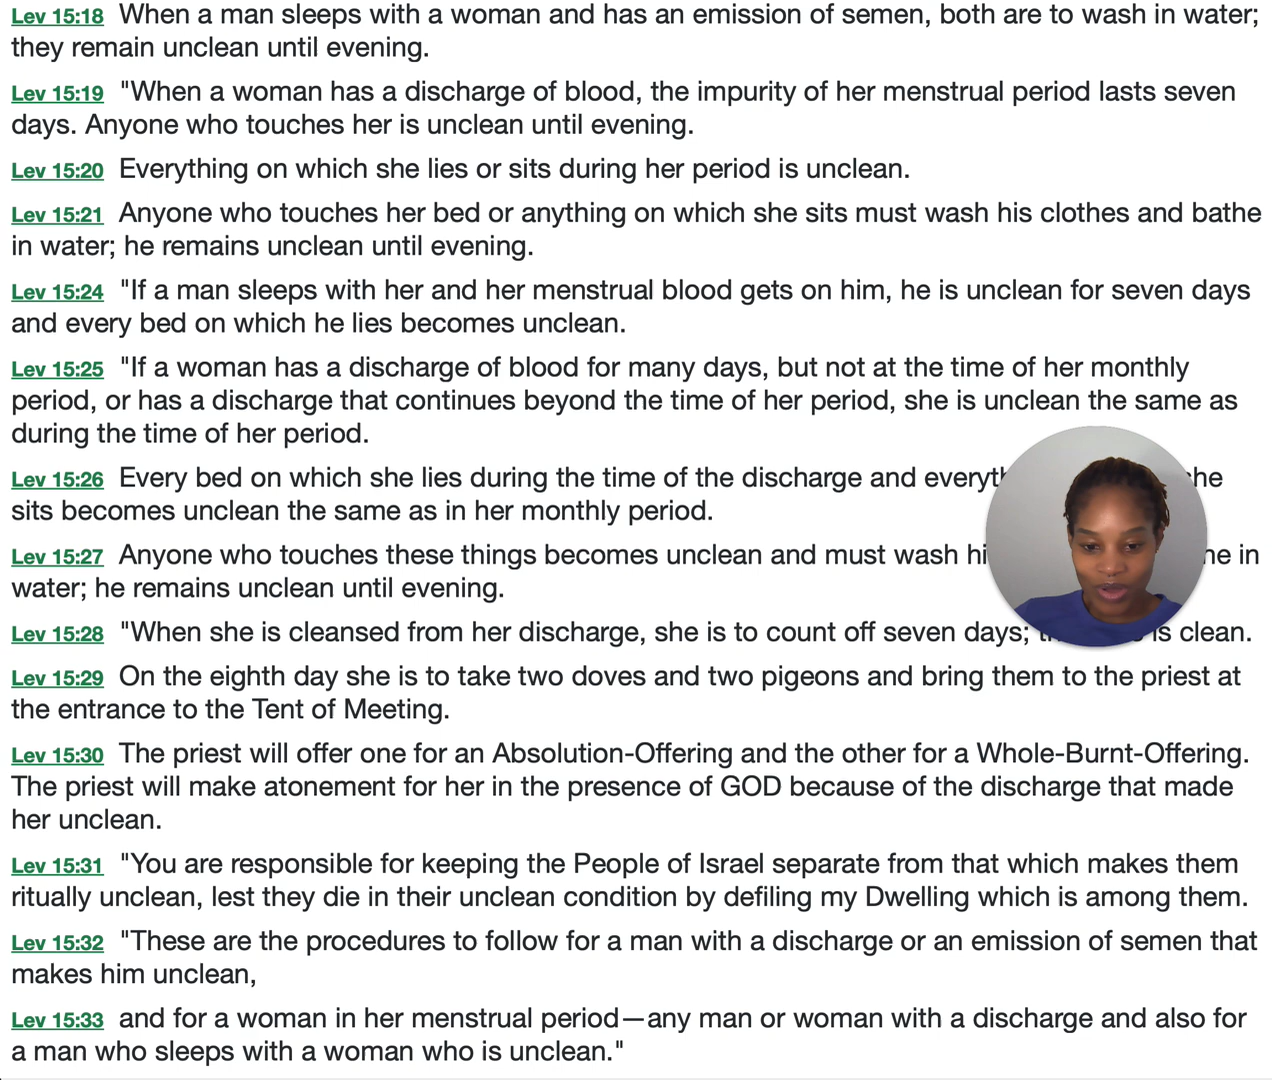 Lev 15:18 When a man sleeps with a woman and has an emission of semen, both are to wash in water;
they remain unclean until evening.
Lev 15:19 "When a woman has a discharge of blood, the impurity of her menstrual period lasts seven
days. Anyone who touches her is unclean until evening.
Lev 15:20 Everything on which she lies or sits during her period is unclean.
Lev 15:21 Anyone who touches her bed or anything on which she sits must wash his clothes and bathe
in water; he remains unclean until evening.
Lev 15:24 "If a man sleeps with her and her menstrual blood gets on him, he is unclean for seven days
and every bed on which he lies becomes unclean.
Lev 15:25 "If a woman has a discharge of blood for many days, but not at the time of her monthly
period, or has a discharge that continues beyond the time of her period, she is unclean the same as
during the time of her period.
Lev 15:26 Every bed on which she lies during the time of the discharge and
sits becomes unclean the same as in her monthly period.
Lev 15:27 Anyone who touches these things becomes unclean and must wash in
water; he remains unclean until evening.
Lev 15:28 "When she is cleansed from her discharge, she is to count off seven days; is clean.
Lev 15:29 On the eighth day she is to take two doves and two pigeons and bring them to the priest at
the entrance to the Tent of Meeting.
Lev 15:30 The priest will offer one for an Absolution-Offering and the other for a Whole-Burnt-Offering.
The priest will make atonement for her in the presence of GOD because of the discharge that made
her unclean.
Lev 15:31 "You are responsible for keeping the People of Israel separate from that which makes them
ritually unclean, lest they die in their unclean condition by defiling my Dwelling which is among them.
Lev 15:32 "These are the procedures to follow for a man with a discharge or an emission of semen that
makes him unclean,
Lev 15:33 and for a woman in her menstrual period—any man or woman with a discharge and also for
a man who sleeps with a woman who is unclean."